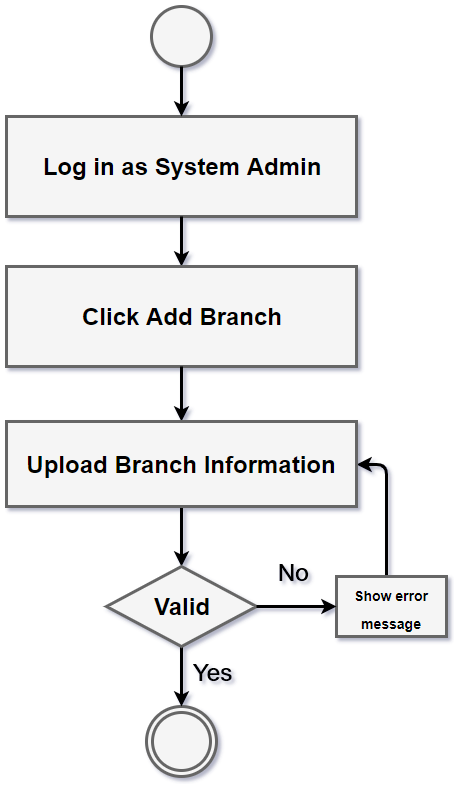 Log in as System Admin
Click Add Branch
Upload Branch Information
No
Show error
message
Valid
Yes